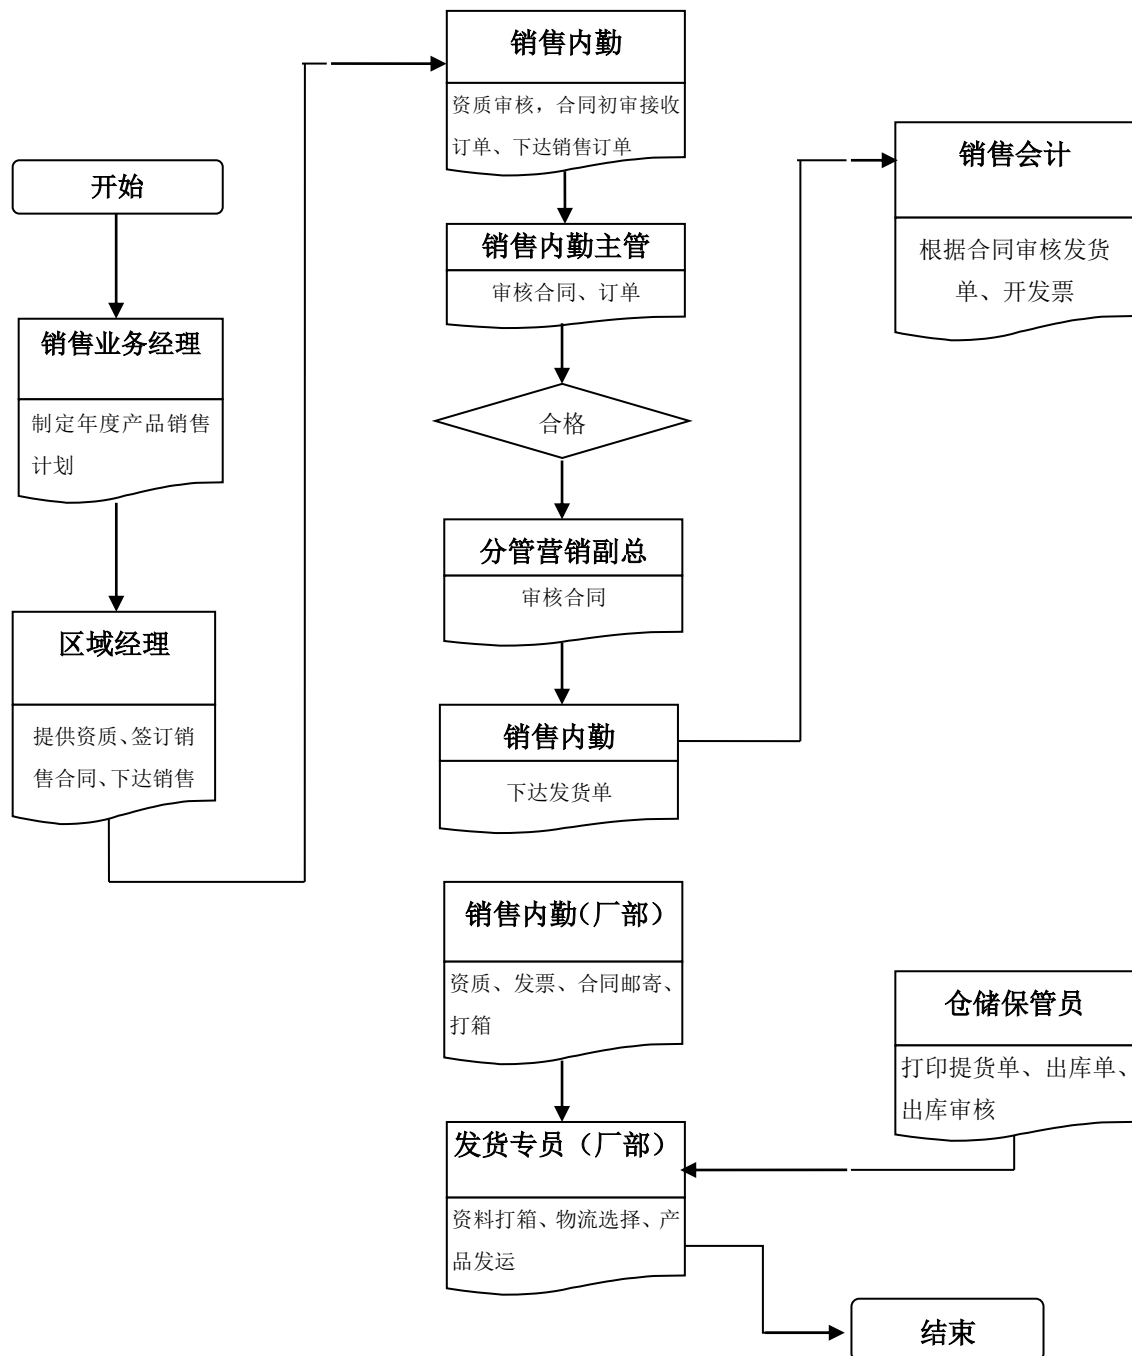 开始
销售业务经理
制定年度产品销售
计划
区域经理
提供资质、签订销
售合同、下达销售
销售内勤
资质审核，合同初审接收
订单、下达销售订单
销售内勤主管
审核合同、订单
合格
分管营销副总
审核合同
销售内勤
下达发货单
销售会计
根据合同审核发货
单、开发票
销售内勤（厂部）
资质、发票、合同邮寄、
打箱
仓储保管员
打印提货单、出库单、
出库审核
发货专员（厂部）
资料打箱、物流选择、产
品发运
结束